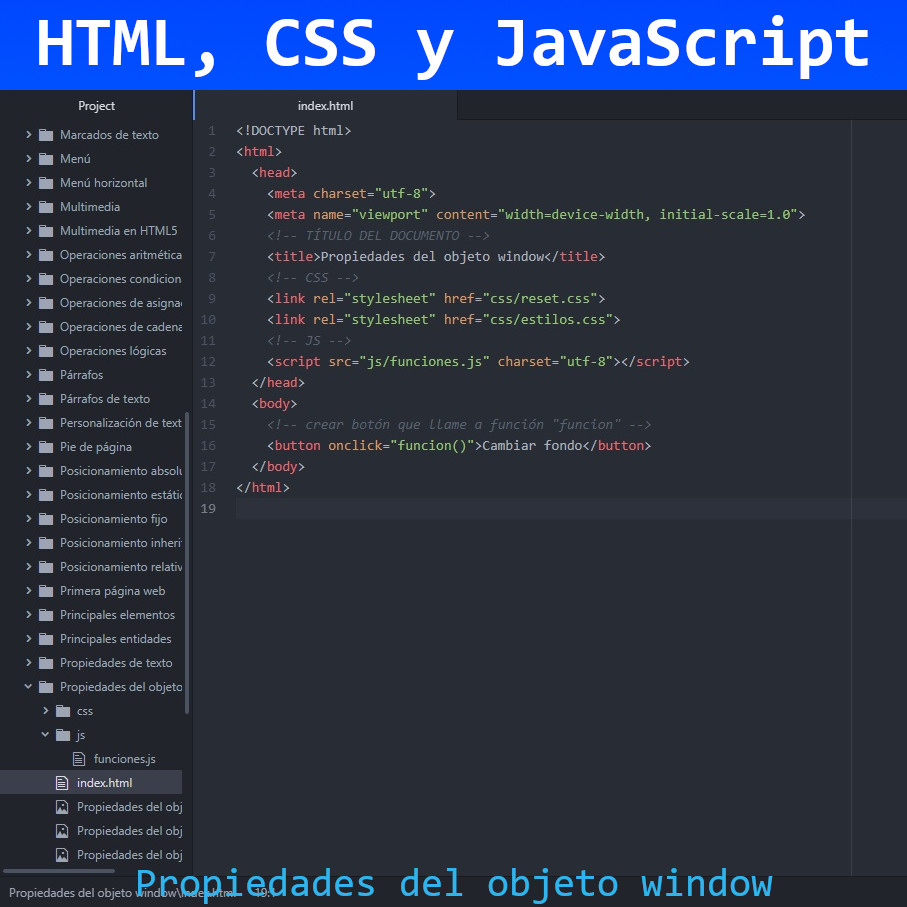 HTML, CSS y JavaScript
Project
index.html
Marcados de texto
Menú
Menú horizontal
Multimedia
Multimedia en HTML5
Operaciones aritmética
Operaciones condicion
Operaciones de asigna
Operaciones de cadena
Operaciones lógicas
Párrafos
Párrafos de texto
Personalización de text
Pie de página
Posicionamiento absolu
Posicionamiento estátic
Posicionamiento fijo
Posicionamiento inheri
Posicionamiento relativ
Primera página web
Principales elementos
Principales entidades
Propiedades de texto
Propiedades del objeto
css
js
funciones.js
index.html
Propiedades del obj
Propiedades del obj
Propiedades del obj
1 <!DOCTYPE html>
2 <html>
3 <head>
4 <meta charset="utf-8">
5 <meta name="viewport" content="width=device-width, initial-scale=1.0">
6 <!-- TÍTULO DEL DOCUMENTO -->
7 <title>Propiedades del objeto window</title>
8 <!-- CSS -->
9 <link rel="stylesheet" href="css/reset.css">
10 <link rel="stylesheet" href="css/estilos.css">
11 <!-- JS -->
12 <script src="js/funciones.js" charset="utf-8"></script>
13 </head>
14 <body>
15 <!-- crear botón que llame a función "funcion" -->
16 <button onclick="funcion()">Cambiar fondo</button>
17 </body>
18 </html>
19
Propiedades del objeto window\index.html 19:1
Propiedades del objeto window